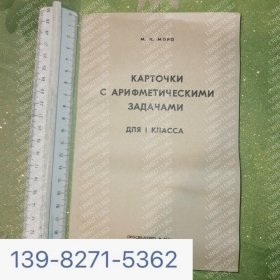 М. И. МОРО
КАРТОЧКИ
С АРИФМЕТИЧЕСКИМИ
ЗАДАЧАМИ
ДЛЯ I КЛАССА
139-8271-5362